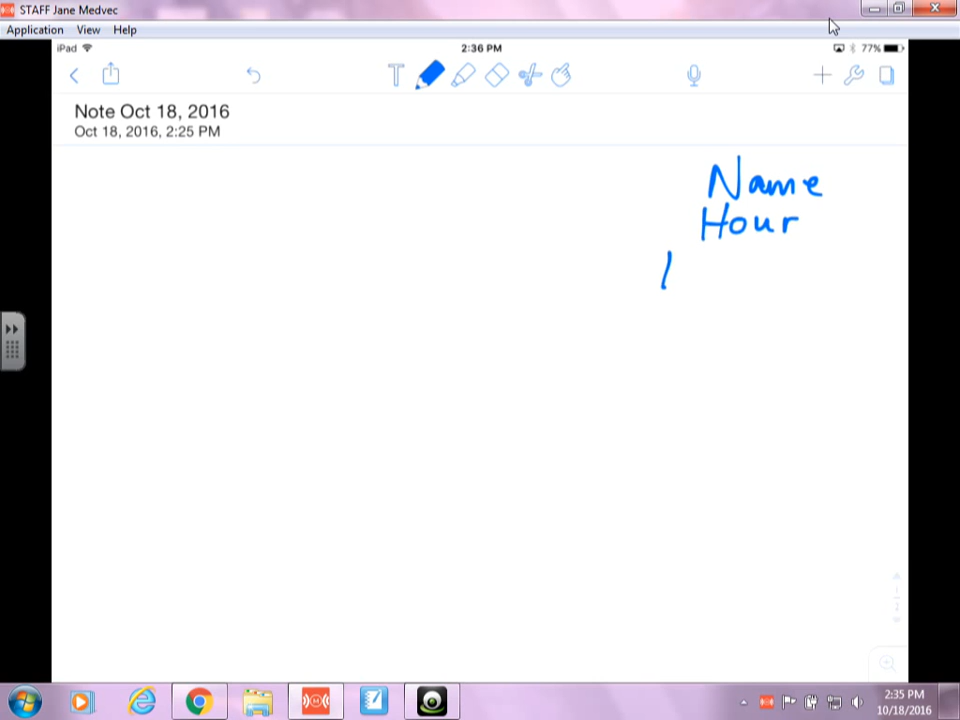 STAFF Jane Medvec
Application View Help
iPad 2:36 PM 77%
T
Note Oct 18, 2016
Oct 18, 2016, 2:25 PM
Name
Hour
2:35 PM
10/18/2016